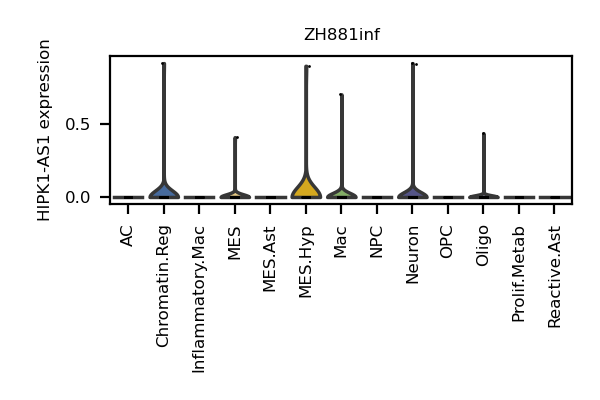 ZH881inf
HIPK1-AS1 expression
0.5
0.0
AC
Chromatin.Reg
Inflammatory.Mac
MES
MES.Ast
MES.Hyp
Mac
NPC
Neuron
OPC
Oligo
Prolif.Metab
Reactive.Ast